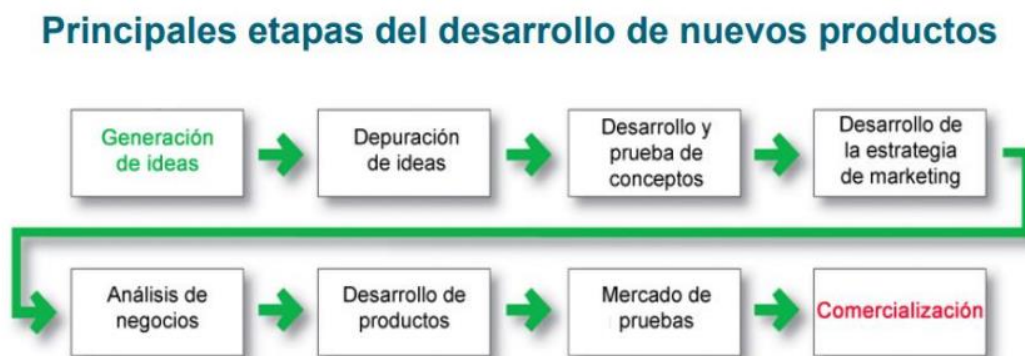 Principales etapas del desarrollo de nuevos productos
Generación
de ideas
Depuración
de ideas
Desarrollo y
prueba de
conceptos
Desarrollo de
la estrategia
de marketing
Análisis de
negocios
Desarrollo de
productos
Mercado de
pruebas
Comercialización